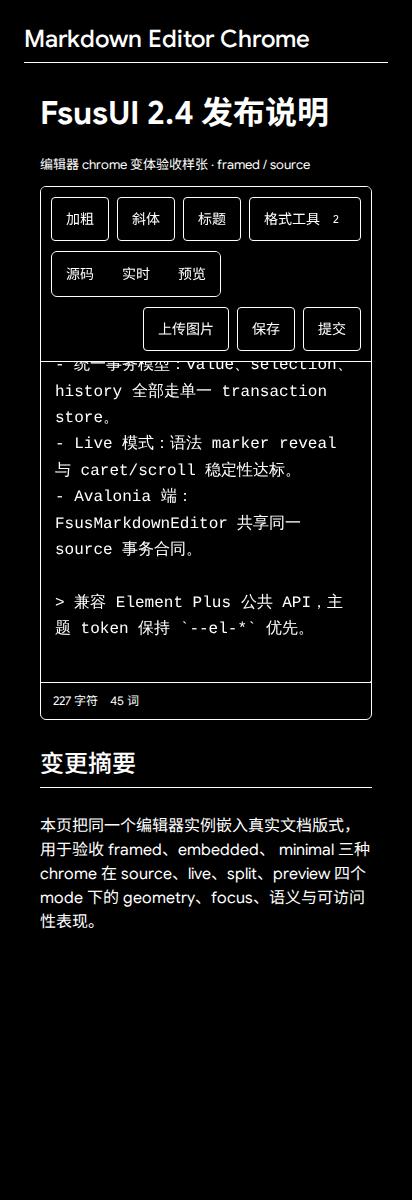 Markdown Editor Chrome
FsusUI 2.4 发布说明
编辑器 chrome 变体验收样张 · framed / source
加粗 斜体 标题 格式工具 2
源码 实时 预览
上传图片 保存 提交
- 统一事务模型：value、selection、
history 全部走单一 transaction
store。
- Live 模式：语法 marker reveal
与 caret/scroll 稳定性达标。
- Avalonia 端：
FsusMarkdownEditor 共享同一
source 事务合同。
> 兼容 Element Plus 公共 API，主
题 token 保持 `--el-*` 优先。
227 字符 45 词
变更摘要
本页把同一个编辑器实例嵌入真实文档版式，
用于验收 framed、embedded、 minimal 三种
chrome 在 source、live、split、preview 四个
mode 下的 geometry、focus、语义与可访问
性表现。